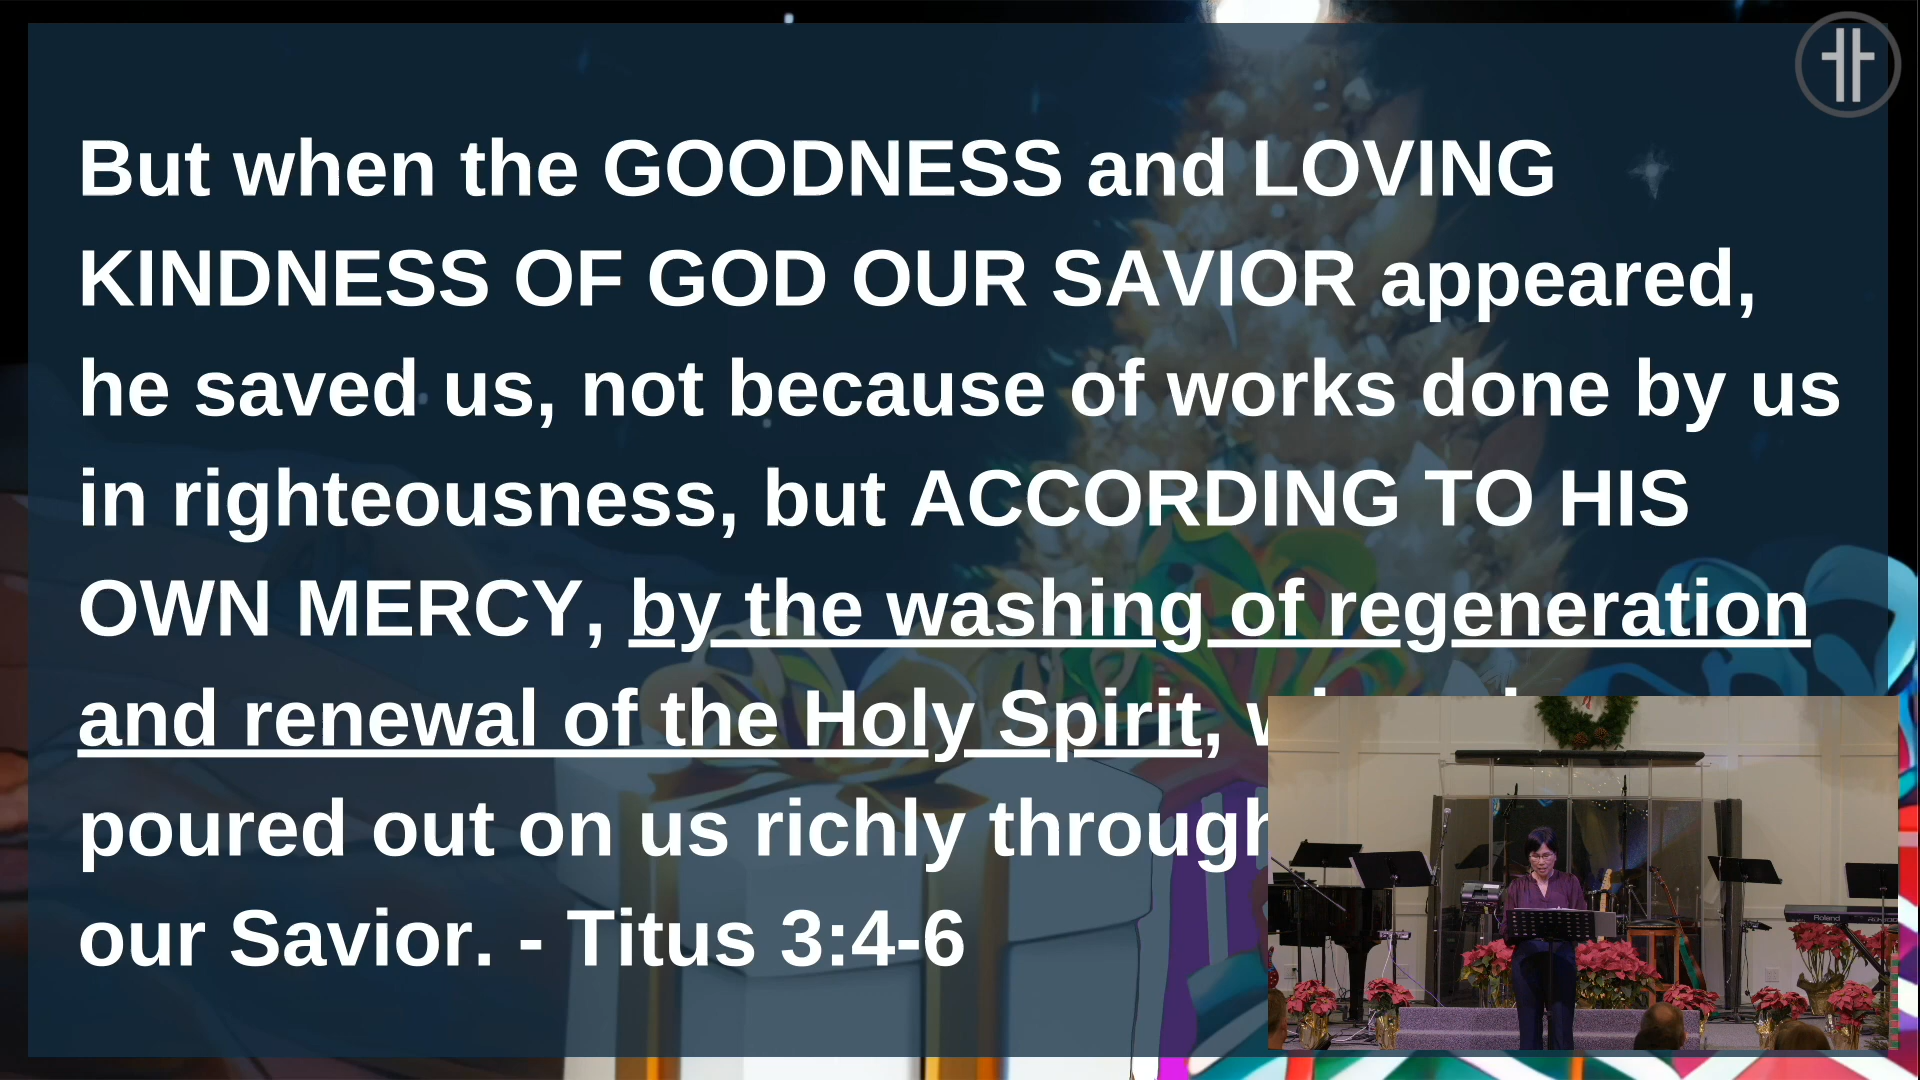 But when the GOODNESS and LOVING
KINDNESS OF GOD OUR SAVIOR appeared,
he saved us, not because of works done by us
in righteousness, but ACCORDING TO HIS
OWN MERCY, by the washing of regeneration
and renewal of the Holy Spirit,
poured out on us richly through
our Savior. - Titus 3:4-6
Roland